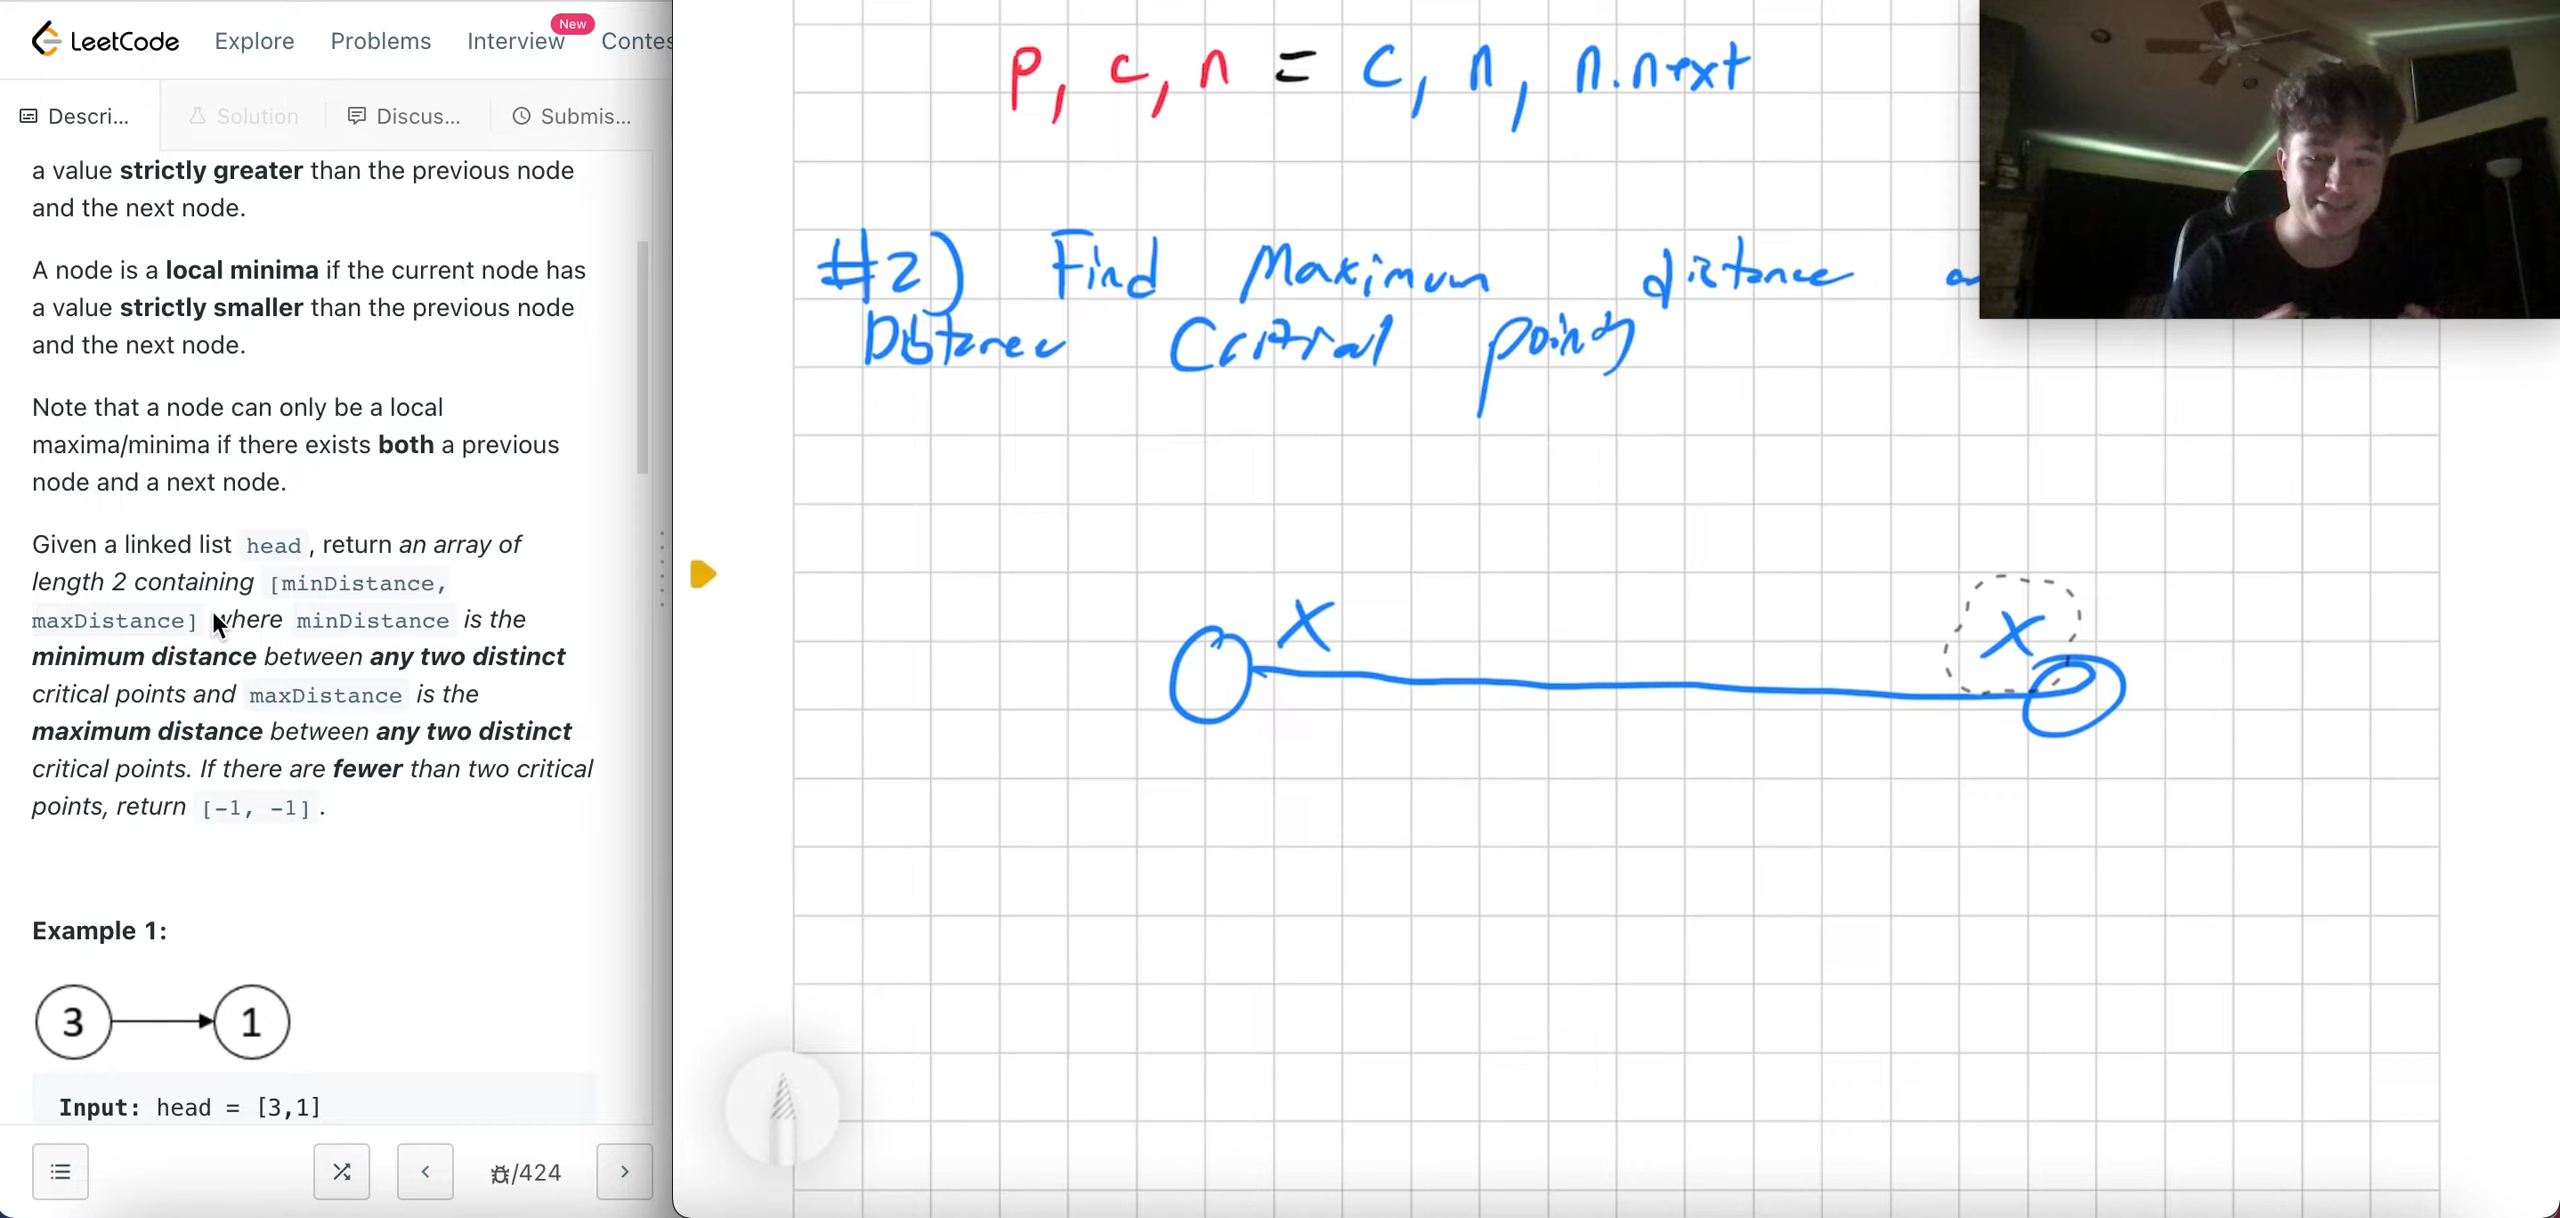 LeetCode Explore Problems Interview New Contes
Descri... Solution Discus... Submis...
a value strictly greater than the previous node
and the next node.
A node is a local minima if the current node has
a value strictly smaller than the previous node
and the next node.
Note that a node can only be a local
maxima/minima if there exists both a previous
node and a next node.
Given a linked list head , return an array of
length 2 containing [minDistance,
maxDistance] where minDistance is the
minimum distance between any two distinct
critical points and maxDistance is the
maximum distance between any two distinct
critical points. If there are fewer than two critical
points, return [-1, -1] .
Example 1:
3 1
Input: head = [3,1]
/424
p, c, n = c, n, n.next
#2) Find Maximum distance
Distance Critical points
X X